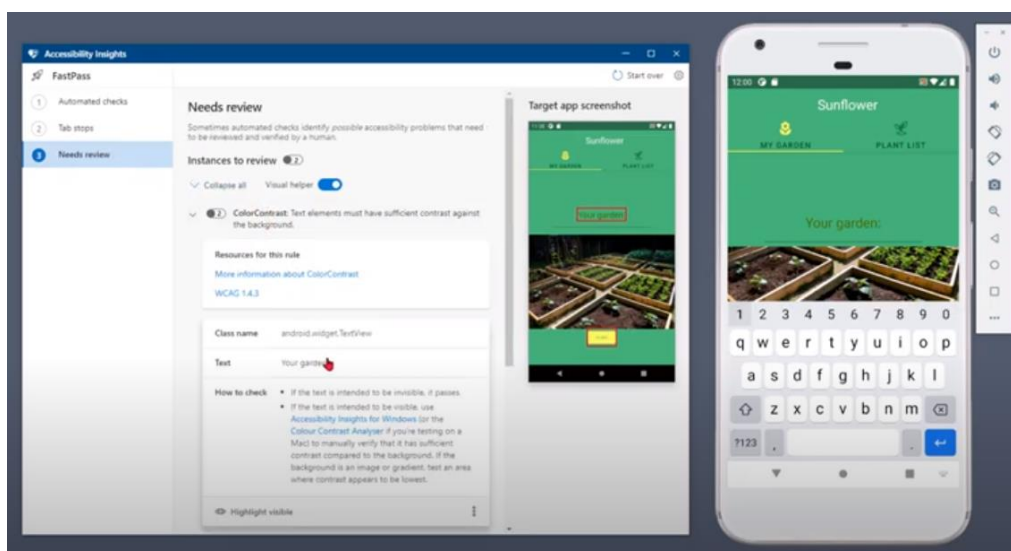 Accessibility Insights
FastPass
Start over
1 Automated checks
2 Tab stops
3 Needs review
Needs review
Sometimes automated checks identify possible accessibility problems that need
to be reviewed and verified by a human.
Instances to review 2
Collapse all Visual helper
2 ColorContrast: Text elements must have sufficient contrast against
the background.
Resources for this rule
More information about ColorContrast
WCAG 1.4.3
Class name android.widget.TextView
Text Your garden
How to check • If the text is intended to be invisible, it passes
• If the text is intended to be visible, use
Accessibility Insights for Windows (or the
Colour Contrast Analyser if you're testing on a
Mac) to manually verify that it has sufficient
contrast compared to the background. If the
background is an image or gradient, test an area
where contrast appears to be lowest.
Highlight visible
Target app screenshot
Sunflower
MY GARDEN PLANT LIST
Your garden:
12:00
Sunflower
MY GARDEN PLANT LIST
Your garden:
1 2 3 4 5 6 7 8 9 0
q w e r t y u i o p
a s d f g h j k l
z x c v b n m
?123 , .